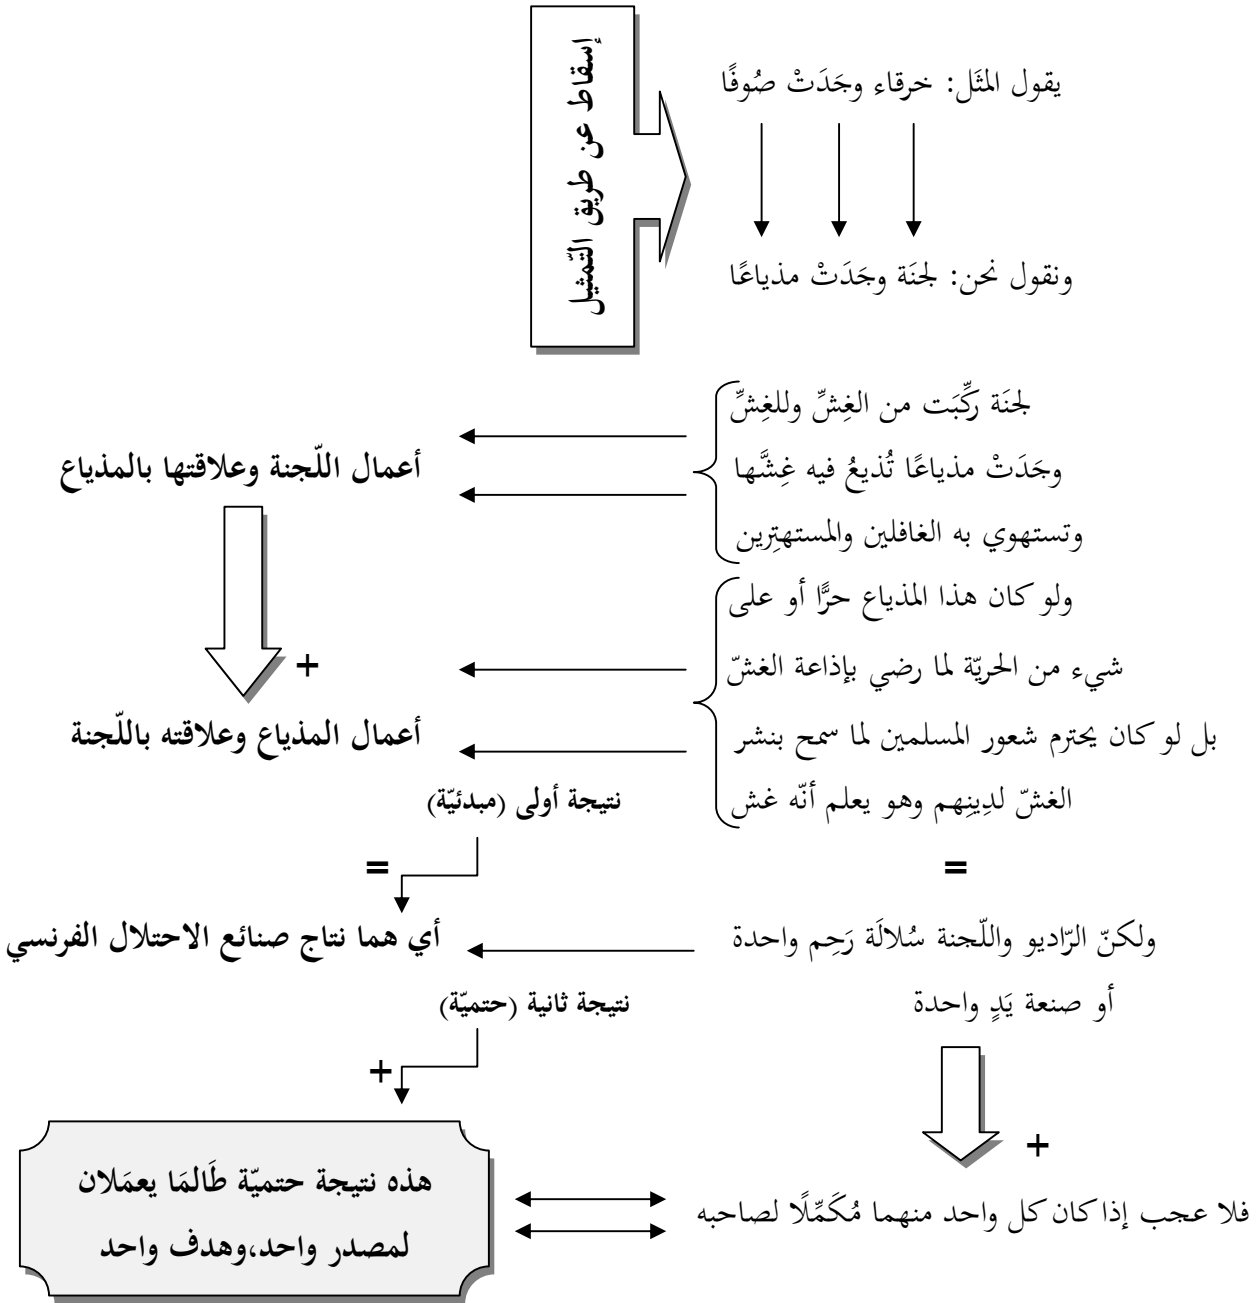 يقول المثَل: خرقاء وجَدَتْ صُوفًا
إسقاط عن طريق التّمثيل
ونقول نحن: لجنَة وجَدَتْ مذياعًا
لجنَة ركِّبَت من الغِشِّ وللغِشِّ
وجَدَتْ مذياعًا تُذيعُ فيه غِشَّها
وتستهوي به الغافلين والمستهتِرين
أعمال اللّجنة وعلاقتها بالمذياع
+
ولو كان هذا المذياع حرًّا أو على
شيء من الحريّة لما رضي بإذاعة الغشّ
بل لو كان يحترم شعور المسلمين لما سمح بنشر
الغشّ لدِينِهم وهو يعلم أنّه غش
أعمال المذياع وعلاقته باللّجنة
نتيجة أولى (مبدئيّة)
=
=
ولكنّ الرّاديو واللّجنة سُلالَة رَحِم واحدة
أو صنعة يَدٍ واحدة
أي هما نتاج صنائع الاحتلال الفرنسي
نتيجة ثانية (حتميّة)
+
+
فلا عجب إذا كان كل واحد منهما مُكَمِّلًا لصاحبه
هذه نتيجة حتميّة طَالمَا يعمَلان
لمصدر واحد،وهدف واحد